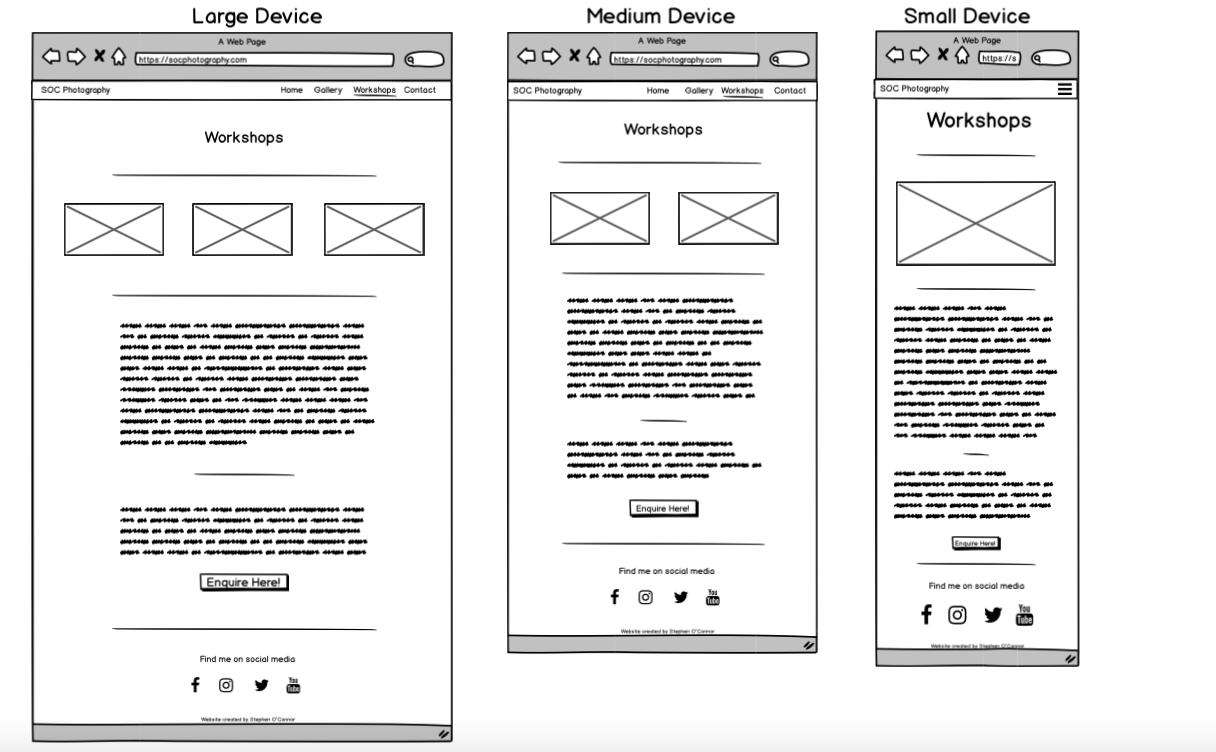 Large Device
A Web Page
https://socphotography.com
SOC Photography Home Gallery Workshops Contact
Workshops
Enquire Here!
Find me on social media
You
Tube
Website created by Stephen O'Connor
Medium Device
A Web Page
https://socphotography.com
SOC Photography Home Gallery Workshops Contact
Workshops
Enquire Here!
Find me on social media
You
Tube
Website created by Stephen O'Connor
Small Device
A Web Page
https://s
SOC Photography
Workshops
Enquire Here!
Find me on social media
You
Tube
Website created by Stephen O'Connor